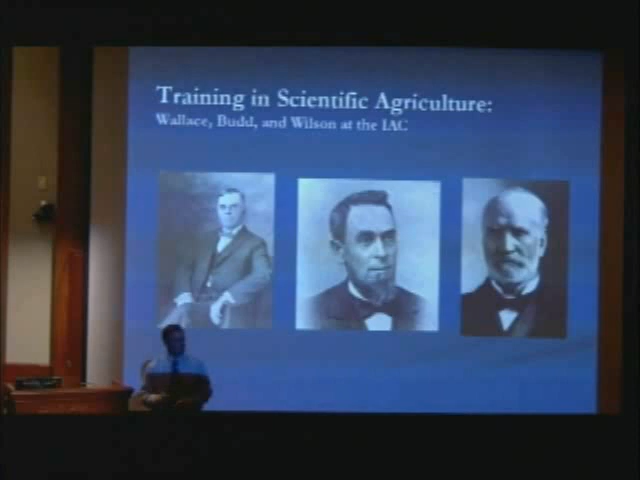 Training in Scientific Agriculture:
Wallace, Budd, and Wilson at the IAC